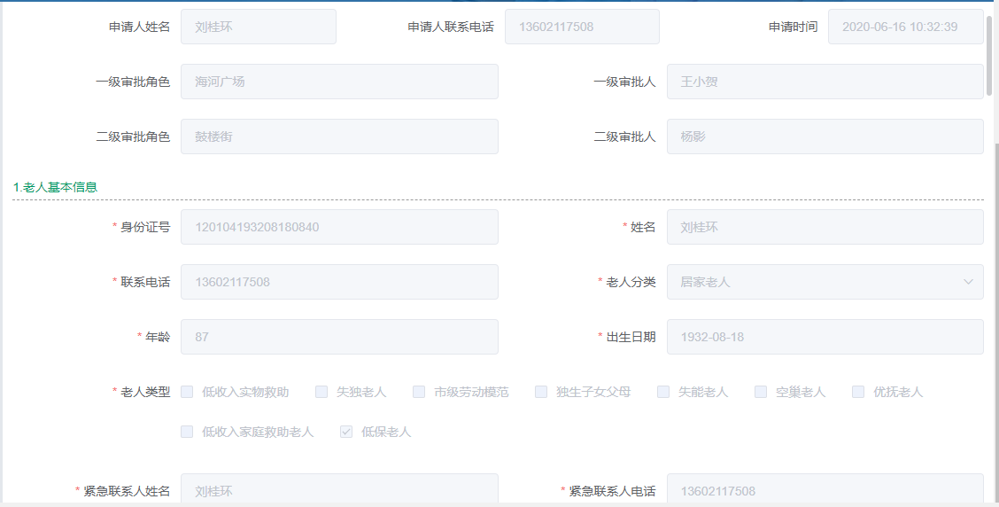 申请人姓名 刘桂环 申请人联系电话 13602117508 申请时间 2020-06-16 10:32:39
一级审批角色 海河广场 一级审批人 王小贺
二级审批角色 鼓楼街 二级审批人 杨影
1.老人基本信息
* 身份证号 120104193208180840 * 姓名 刘桂环
* 联系电话 13602117508 * 老人分类 居家老人
* 年龄 87 * 出生日期 1932-08-18
* 老人类型 低收入实物救助 失独老人 市级劳动模范 独生子女父母 失能老人 空巢老人 优抚老人
低收入家庭救助老人 低保老人
* 紧急联系人姓名 刘桂环 * 紧急联系人电话 13602117508